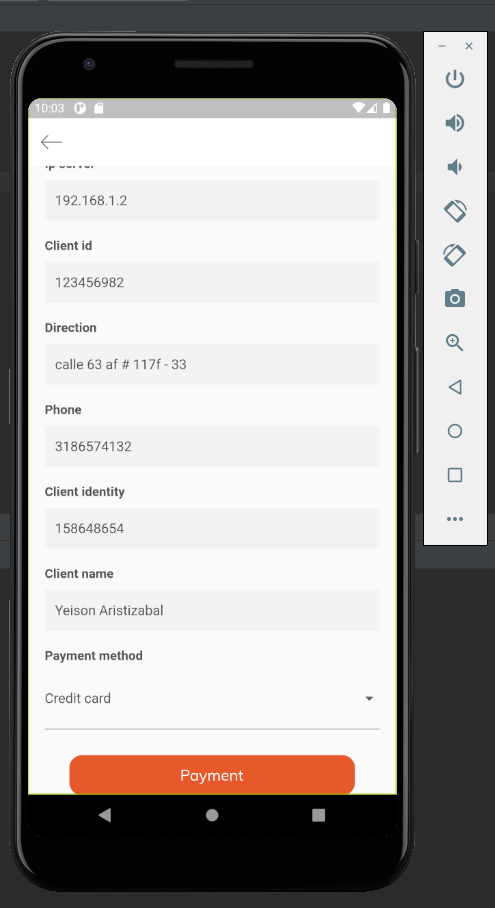 10:03
Ip server
192.168.1.2
Client id
123456982
Direction
calle 63 af # 117f - 33
Phone
3186574132
Client identity
158648654
Client name
Yeison Aristizabal
Payment method
Credit card
Payment